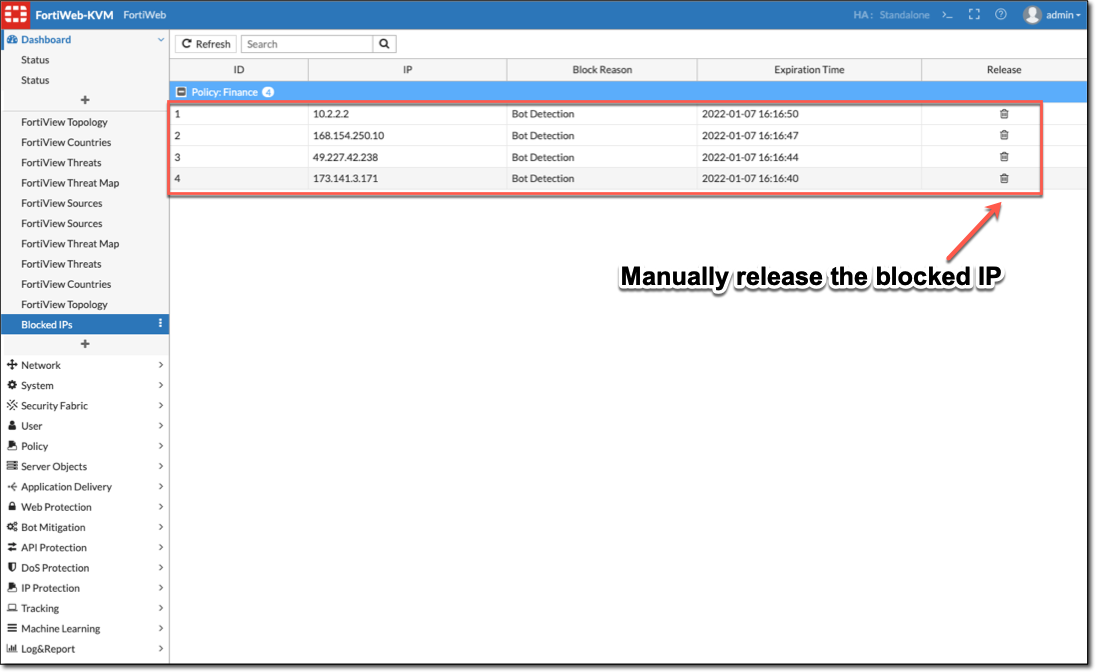 FortiWeb-KVM FortiWeb HA: Standalone >_ admin
Dashboard
Status
Status
+
FortiView Topology
FortiView Countries
FortiView Threats
FortiView Threat Map
FortiView Sources
FortiView Sources
FortiView Threat Map
FortiView Threats
FortiView Countries
FortiView Topology
Blocked IPs
+
Network
System
Security Fabric
User
Policy
Server Objects
Application Delivery
Web Protection
Bot Mitigation
API Protection
DoS Protection
IP Protection
Tracking
Machine Learning
Log&Report
Refresh Search
ID IP Block Reason Expiration Time Release
Policy: Finance 4
1 10.2.2.2 Bot Detection 2022-01-07 16:16:50
2 168.154.250.10 Bot Detection 2022-01-07 16:16:47
3 49.227.42.238 Bot Detection 2022-01-07 16:16:44
4 173.141.3.171 Bot Detection 2022-01-07 16:16:40
Manually release the blocked IP